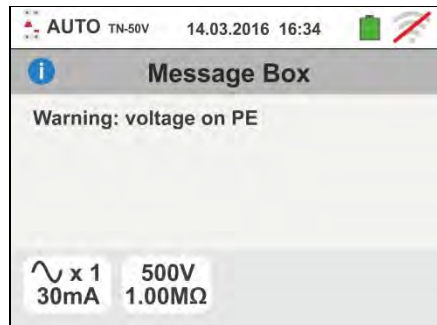 AUTO TN-50V 14.03.2016 16:34
Message Box
Warning: voltage on PE
x 1 500V
30mA 1.00MΩ